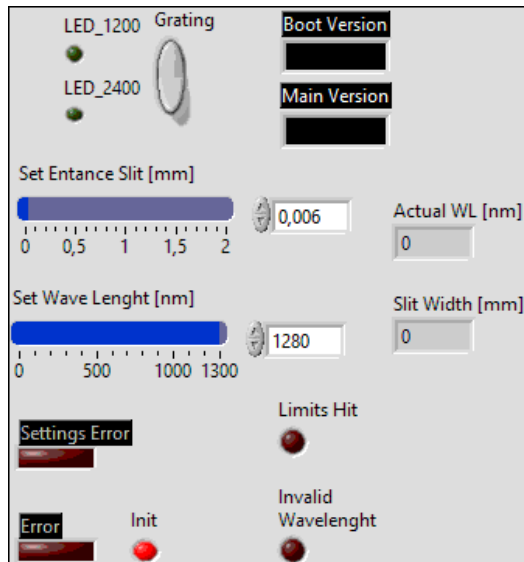 LED_1200
Grating
Boot Version
LED_2400
Main Version
Set Entance Slit [mm]
0,006
Actual WL [nm]
0
0 0,5 1 1,5 2
Set Wave Lenght [nm]
Slit Width [mm]
1280
0
0 500 1000 1300
Limits Hit
Settings Error
Invalid
Wavelenght
Error
Init